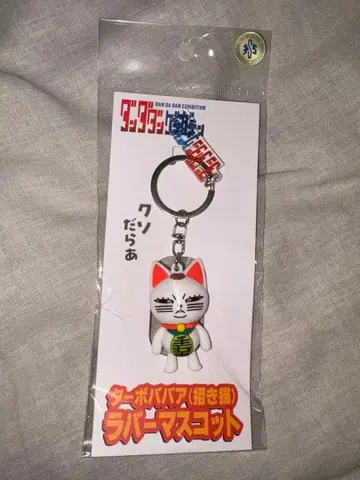 DAN DA DAN EXHIBITION
ダンダダン
クソ
だらぁ
ターボババア(招き猫)
ラバーマスコット